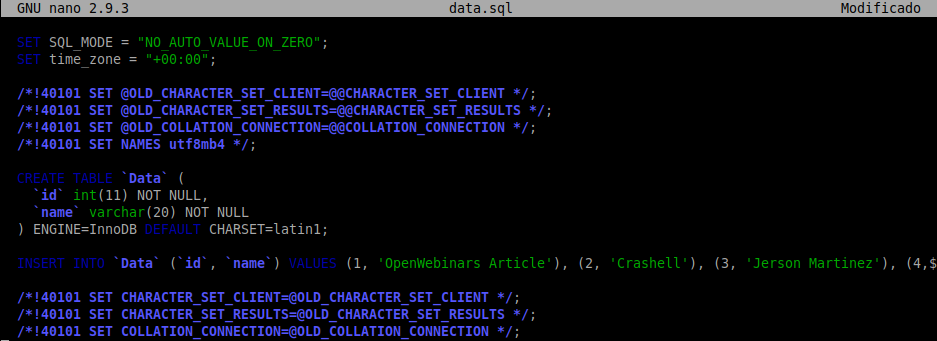 GNU nano 2.9.3 data.sql Modificado
SET SQL_MODE = "NO_AUTO_VALUE_ON_ZERO";
SET time_zone = "+00:00";
/*!40101 SET @OLD_CHARACTER_SET_CLIENT=@@CHARACTER_SET_CLIENT */;
/*!40101 SET @OLD_CHARACTER_SET_RESULTS=@@CHARACTER_SET_RESULTS */;
/*!40101 SET @OLD_COLLATION_CONNECTION=@@COLLATION_CONNECTION */;
/*!40101 SET NAMES utf8mb4 */;
CREATE TABLE `Data` (
  `id` int(11) NOT NULL,
  `name` varchar(20) NOT NULL
) ENGINE=InnoDB DEFAULT CHARSET=latin1;
INSERT INTO `Data` (`id`, `name`) VALUES (1, 'OpenWebinars Article'), (2, 'Crashell'), (3, 'Jerson Martinez'), (4,$
/*!40101 SET CHARACTER_SET_CLIENT=@OLD_CHARACTER_SET_CLIENT */;
/*!40101 SET CHARACTER_SET_RESULTS=@OLD_CHARACTER_SET_RESULTS */;
/*!40101 SET COLLATION_CONNECTION=@OLD_COLLATION_CONNECTION */;